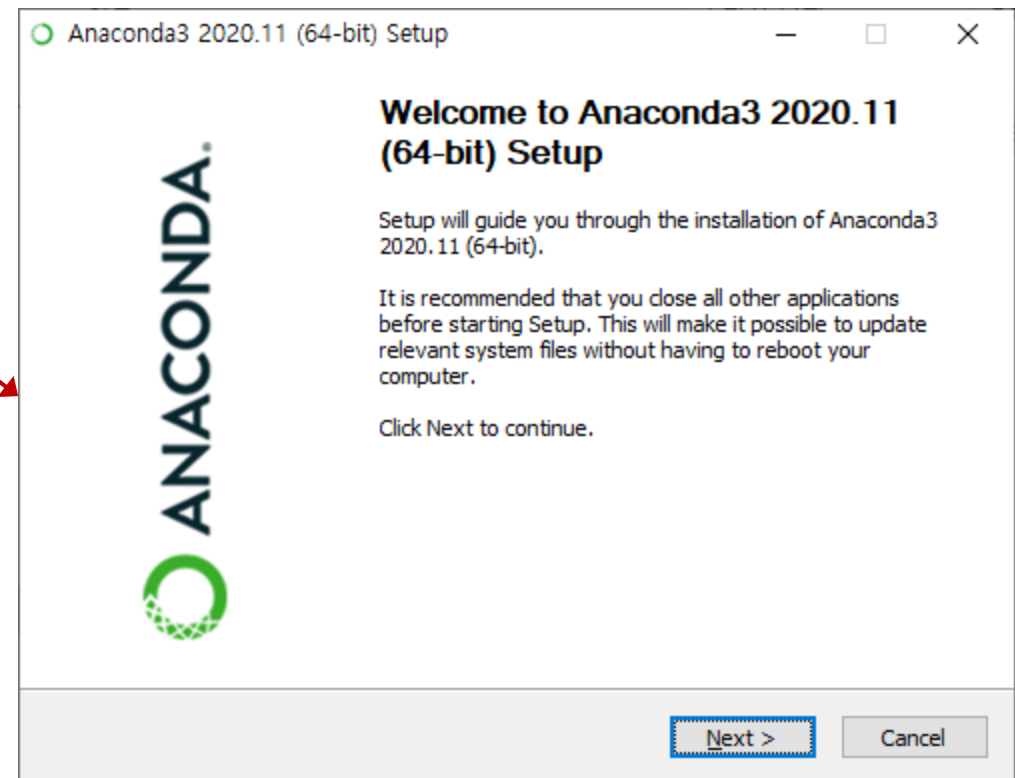 Anaconda3 2020.11 (64-bit) Setup
Welcome to Anaconda3 2020.11
(64-bit) Setup
ANACONDA.
Setup will guide you through the installation of Anaconda3
2020.11 (64-bit).
It is recommended that you close all other applications
before starting Setup. This will make it possible to update
relevant system files without having to reboot your
computer.
Click Next to continue.
Next >
Cancel